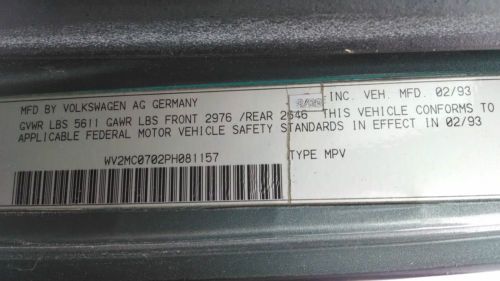 MFD BY VOLKSWAGEN AG GERMANY INC. VEH. MFD. 02/93
GVWR LBS 5611 GAWR LBS FRONT 2976 /REAR 2646 THIS VEHICLE CONFORMS TO
APPLICABLE FEDERAL MOTOR VEHICLE SAFETY STANDARDS IN EFFECT IN 02/93
WV2MC0702PH081157 TYPE MPV